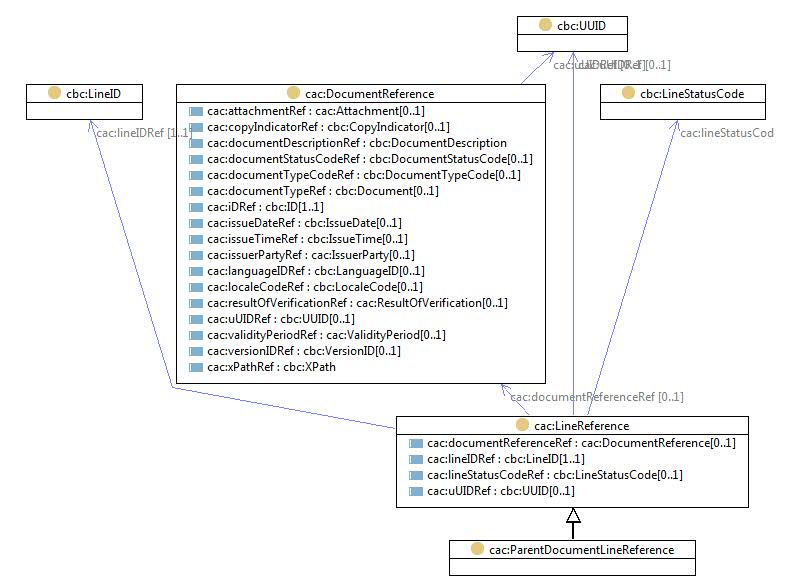 cbc:UUID
cac:uUIDRef [0..1]
cbc:LineID
cac:DocumentReference
cbc:LineStatusCode
cac:lineIDRef [1..1]
cac:lineStatusCod
cac:attachmentRef : cac:Attachment[0..1]
cac:copyIndicatorRef : cbc:CopyIndicator[0..1]
cac:documentDescriptionRef : cbc:DocumentDescription
cac:documentStatusCodeRef : cbc:DocumentStatusCode[0..1]
cac:documentTypeCodeRef : cbc:DocumentTypeCode[0..1]
cac:documentTypeRef : cbc:Document[0..1]
cac:iDRef : cbc:ID[1..1]
cac:issueDateRef : cbc:IssueDate[0..1]
cac:issueTimeRef : cbc:IssueTime[0..1]
cac:issuerPartyRef : cac:IssuerParty[0..1]
cac:languageIDRef : cbc:LanguageID[0..1]
cac:localeCodeRef : cbc:LocaleCode[0..1]
cac:resultOfVerificationRef : cac:ResultOfVerification[0..1]
cac:uUIDRef : cbc:UUID[0..1]
cac:validityPeriodRef : cac:ValidityPeriod[0..1]
cac:versionIDRef : cbc:VersionID[0..1]
cac:xPathRef : cbc:XPath
cac:documentReferenceRef [0..1]
cac:LineReference
cac:documentReferenceRef : cac:DocumentReference[0..1]
cac:lineIDRef : cbc:LineID[1..1]
cac:lineStatusCodeRef : cbc:LineStatusCode[0..1]
cac:uUIDRef : cbc:UUID[0..1]
cac:ParentDocumentLineReference